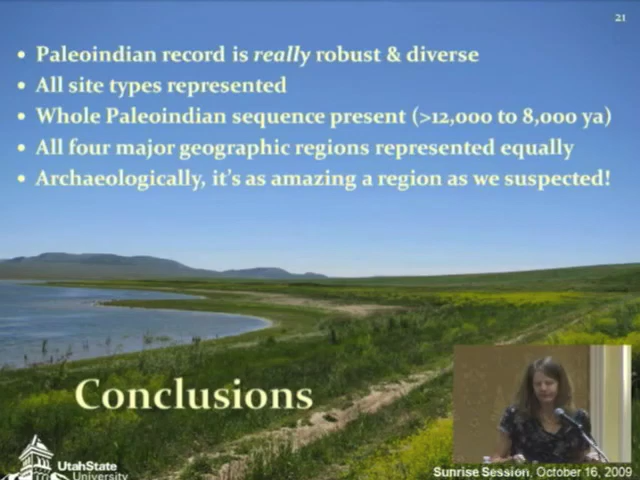 21
• Paleoindian record is really robust & diverse
• All site types represented
• Whole Paleoindian sequence present (>12,000 to 8,000 ya)
• All four major geographic regions represented equally
• Archaeologically, it's as amazing a region as we suspected!
Conclusions
UtahState
University
Sunrise Session, October 16, 2009